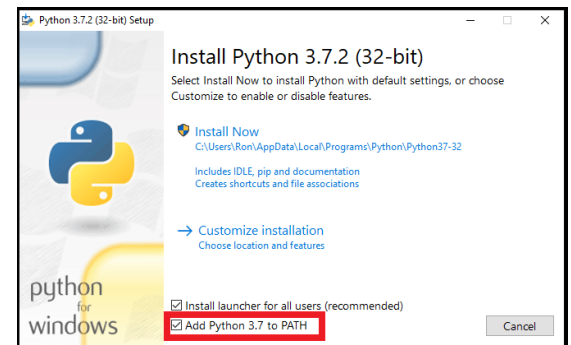 Python 3.7.2 (32-bit) Setup
Install Python 3.7.2 (32-bit)
Select Install Now to install Python with default settings, or choose
Customize to enable or disable features.
Install Now
C:\Users\Ron\AppData\Local\Programs\Python\Python37-32
Includes IDLE, pip and documentation
Creates shortcuts and file associations
Customize installation
Choose location and features
python
for
windows
Install launcher for all users (recommended)
Add Python 3.7 to PATH
Cancel